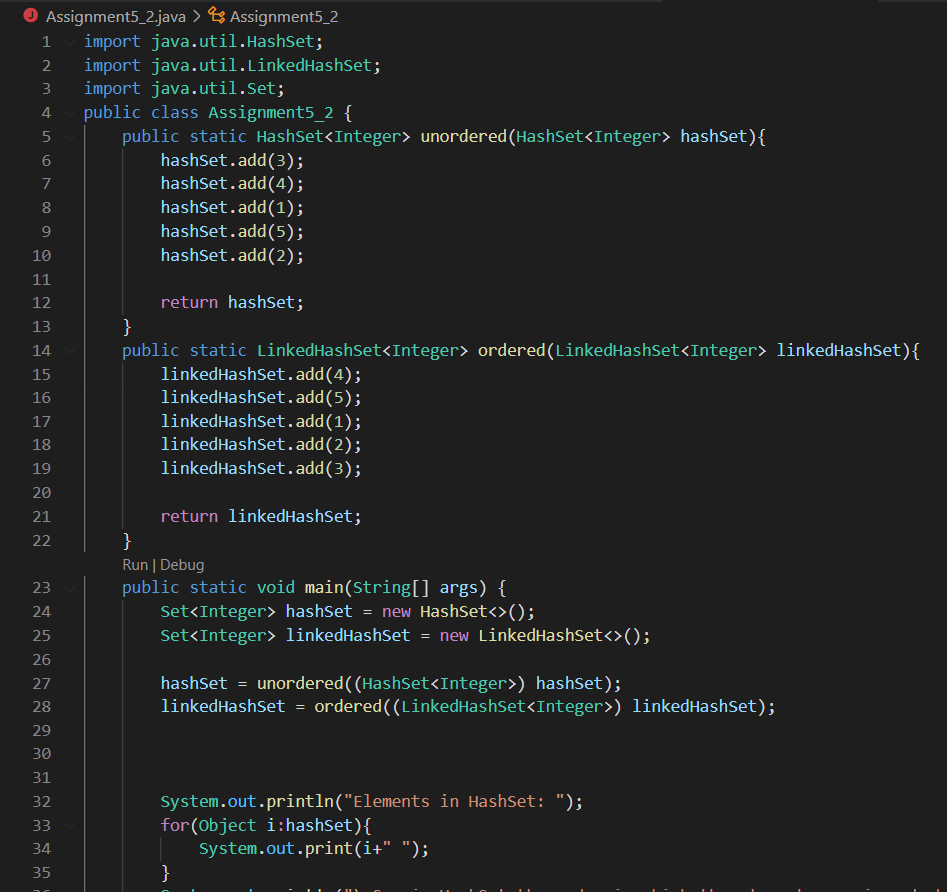 Assignment5_2.java > Assignment5_2
1 import java.util.HashSet;
2 import java.util.LinkedHashSet;
3 import java.util.Set;
4 public class Assignment5_2 {
5     public static HashSet<Integer> unordered(HashSet<Integer> hashSet){
6         hashSet.add(3);
7         hashSet.add(4);
8         hashSet.add(1);
9         hashSet.add(5);
10         hashSet.add(2);
11
12         return hashSet;
13     }
14     public static LinkedHashSet<Integer> ordered(LinkedHashSet<Integer> linkedHashSet){
15         linkedHashSet.add(4);
16         linkedHashSet.add(5);
17         linkedHashSet.add(1);
18         linkedHashSet.add(2);
19         linkedHashSet.add(3);
20
21         return linkedHashSet;
22     }
Run | Debug
23     public static void main(String[] args) {
24         Set<Integer> hashSet = new HashSet<>();
25         Set<Integer> linkedHashSet = new LinkedHashSet<>();
26
27         hashSet = unordered((HashSet<Integer>) hashSet);
28         linkedHashSet = ordered((LinkedHashSet<Integer>) linkedHashSet);
29
30
31
32         System.out.println("Elements in HashSet: ");
33         for(Object i:hashSet){
34             System.out.print(i+" ");
35         }